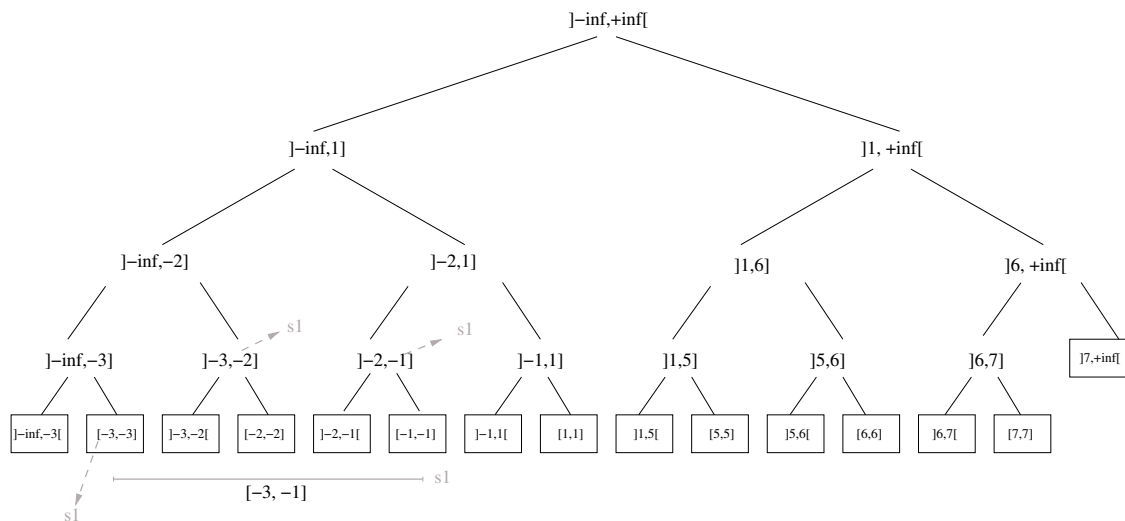 ]−inf,+inf[
]−inf,1] ]1, +inf[
]−inf,−2] ]−2,1] ]1,6] ]6, +inf[
s1 s1
]−inf,−3] ]−3,−2] ]−2,−1] ]−1,1] ]1,5] ]5,6] ]6,7] ]7,+inf[
]−inf,−3[ [−3,−3] ]−3,−2[ [−2,−2] ]−2,−1[ [−1,−1] ]−1,1[ [1,1] ]1,5[ [5,5] ]5,6[ [6,6] ]6,7[ [7,7]
s1
[−3, −1]
s1